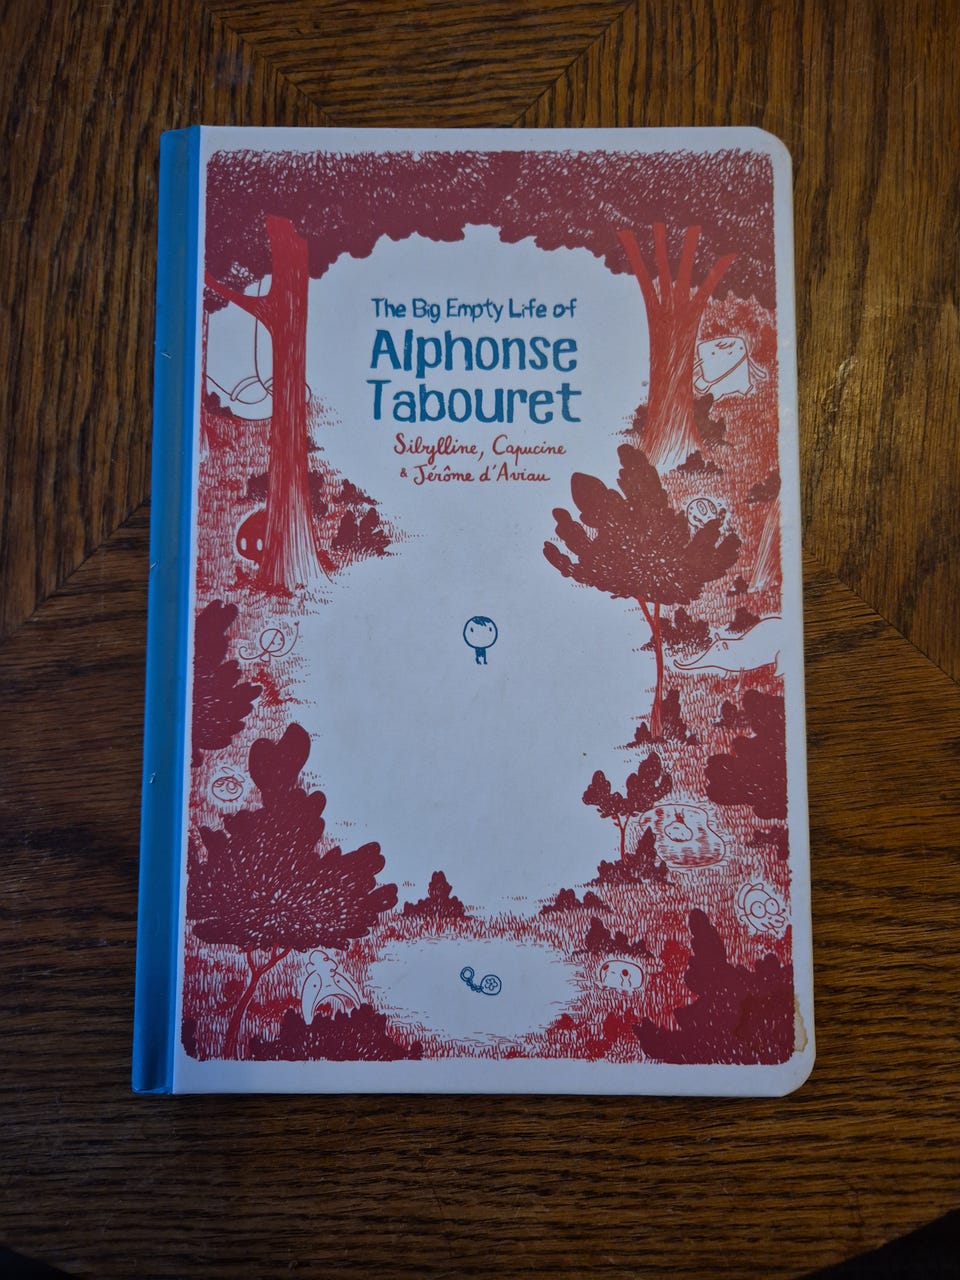 The Big Empty Life of
Alphonse
Tabouret
Sibylline, Capucine
& Jérôme d'Aviau